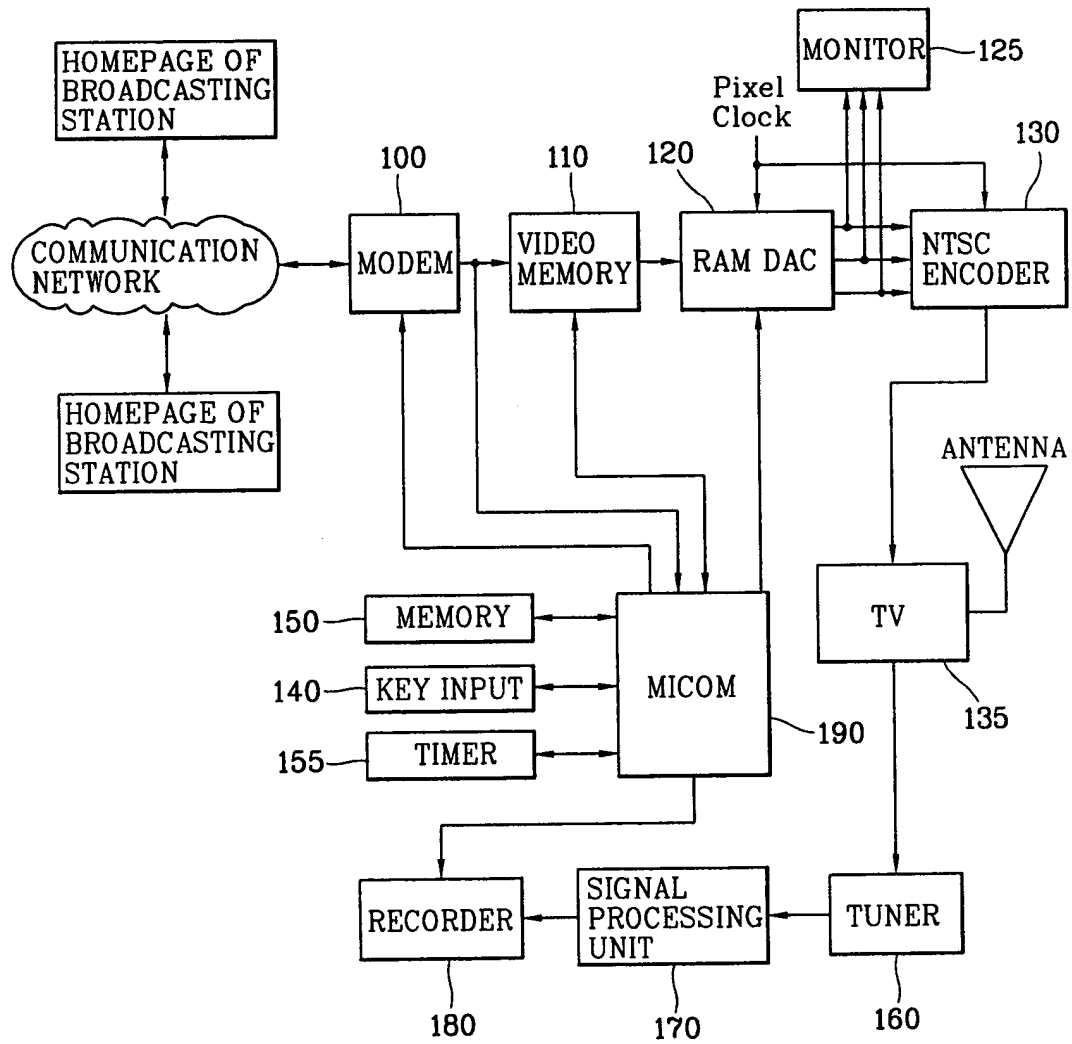 MONITOR
125
HOMEPAGE OF
BROADCASTING
STATION
Pixel
Clock
100
110
120
130
COMMUNICATION
NETWORK
MODEM
VIDEO
MEMORY
RAM DAC
NTSC
ENCODER
HOMEPAGE OF
BROADCASTING
STATION
ANTENNA
150
MEMORY
TV
140
KEY INPUT
MICOM
135
155
TIMER
190
RECORDER
SIGNAL
PROCESSING
UNIT
TUNER
180
170
160